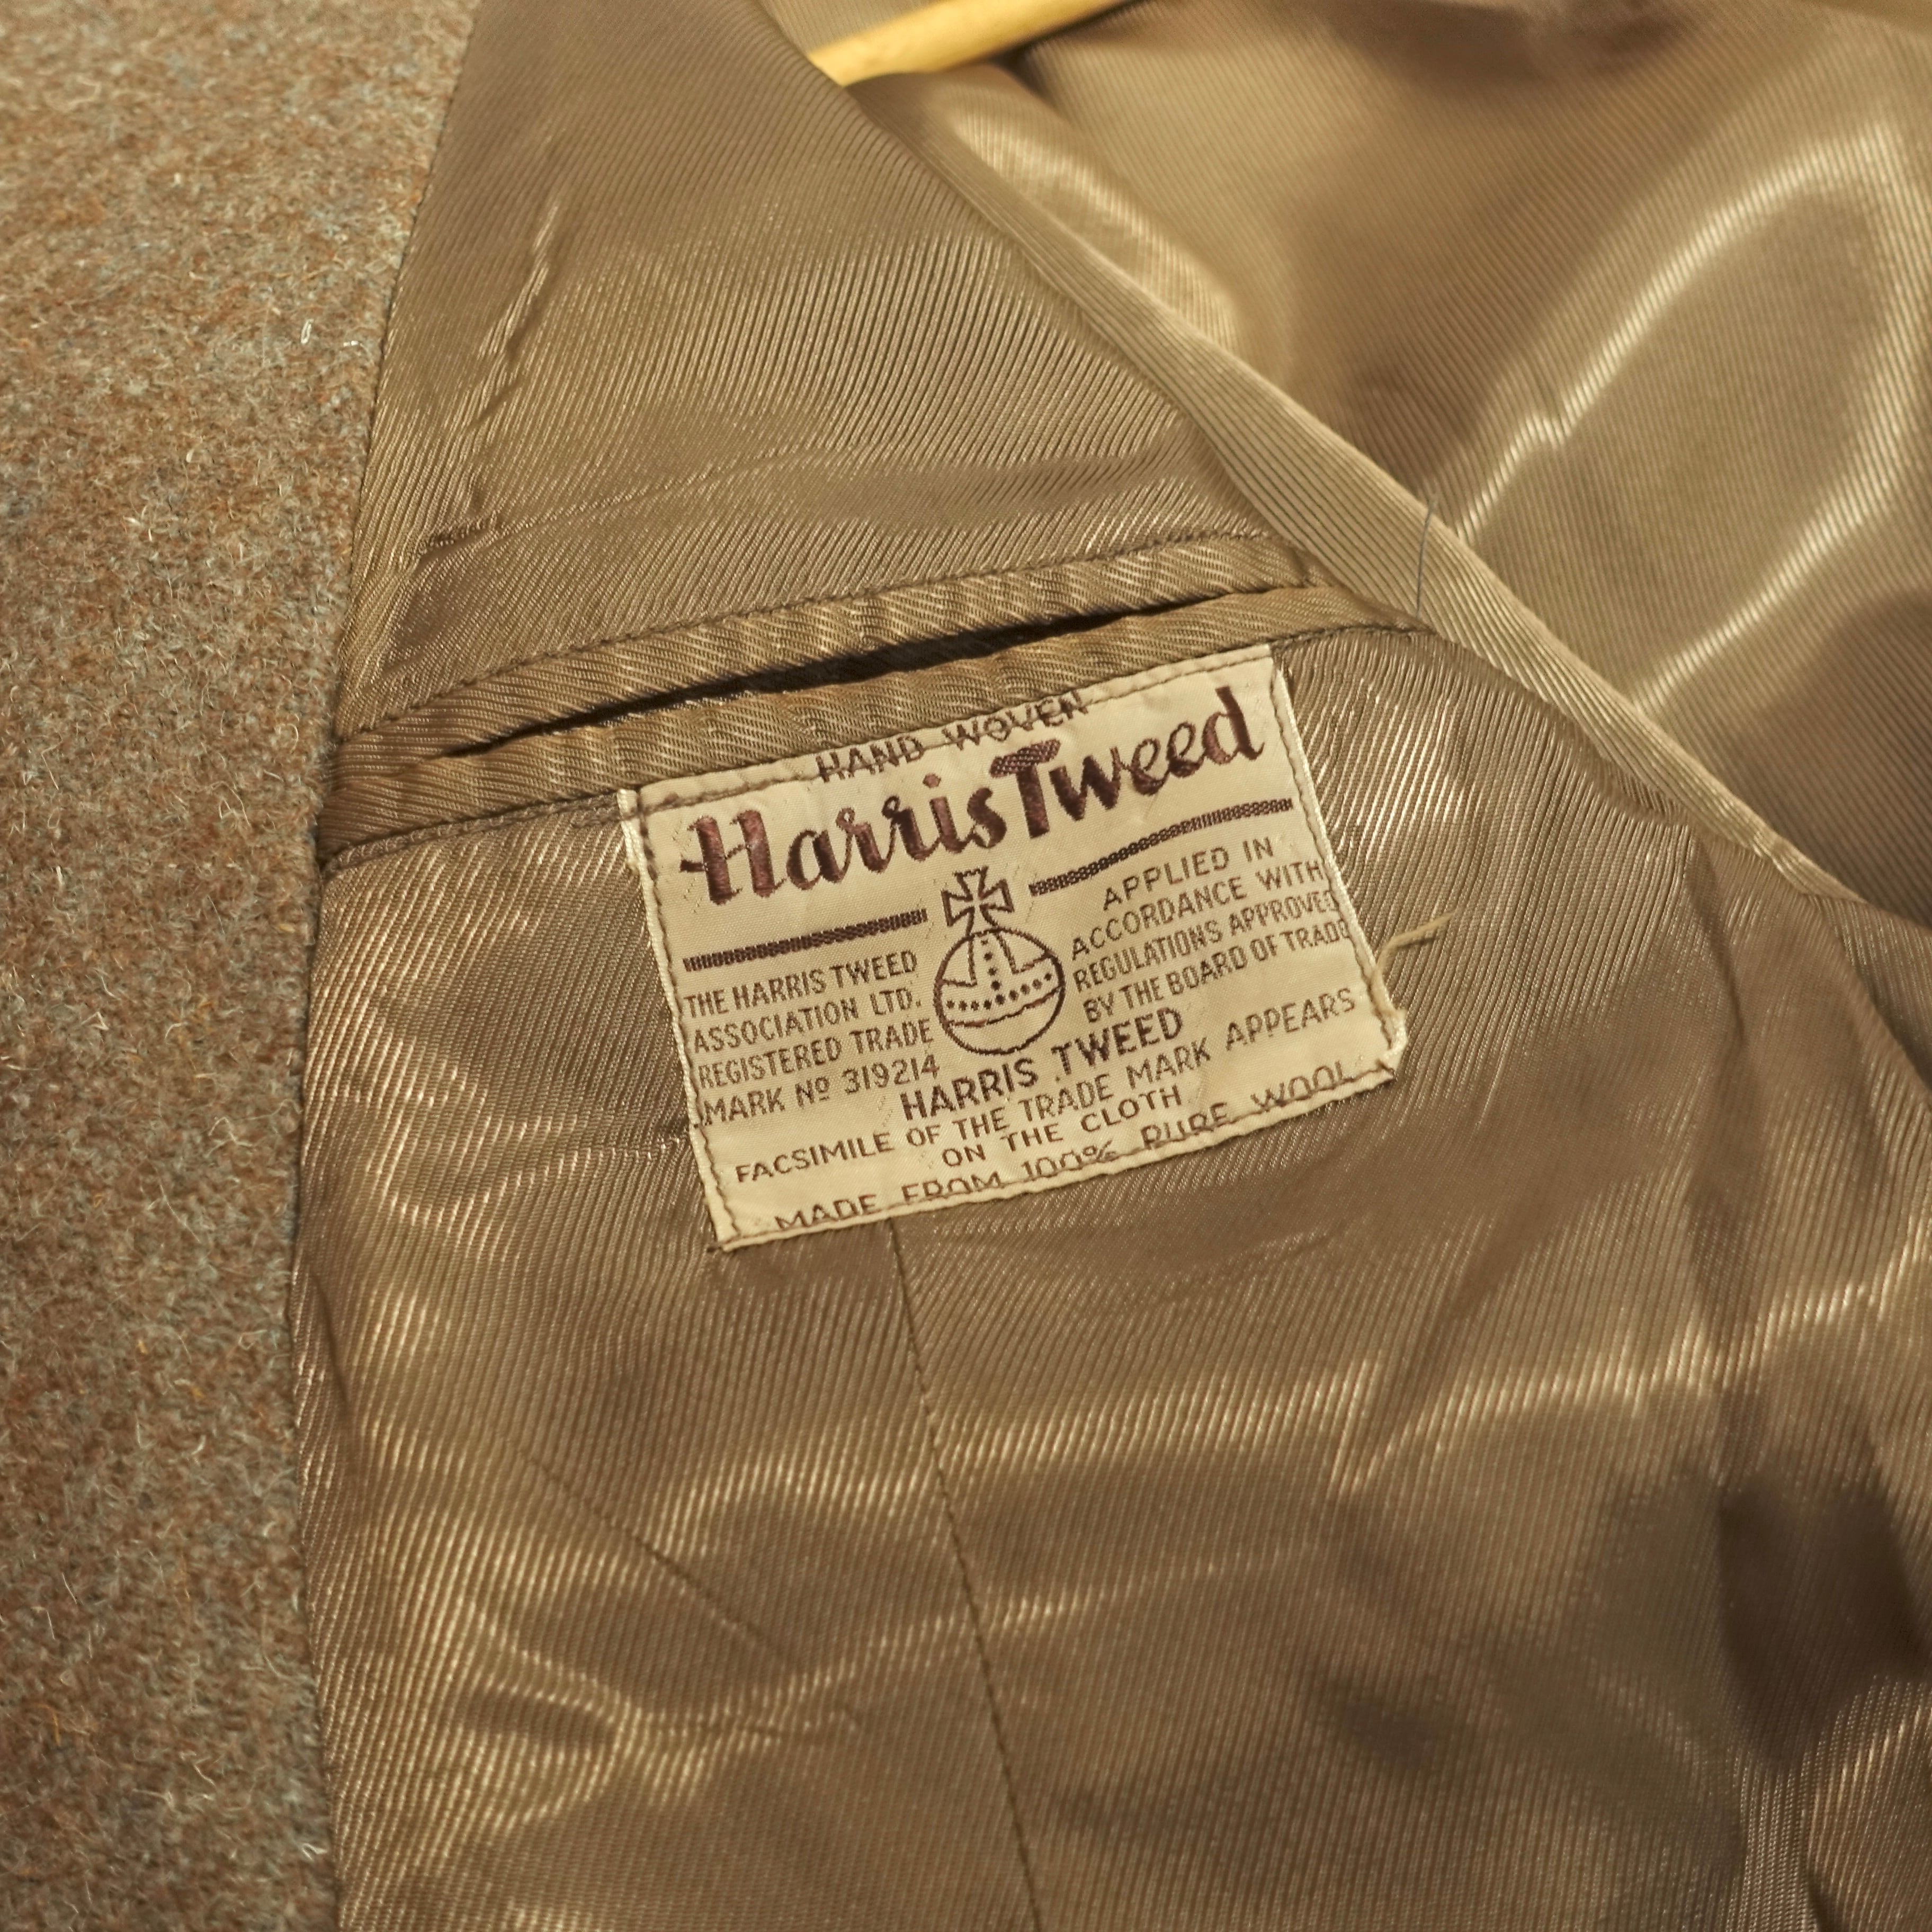 HAND WOVEN
Harris Tweed
THE HARRIS TWEED
ASSOCIATION LTD.
REGISTERED TRADE
MARK Nº 319214
APPLIED IN
ACCORDANCE WITH
REGULATIONS APPROVED
BY THE BOARD OF TRADE
HARRIS TWEED
FACSIMILE OF THE TRADE MARK APPEARS
ON THE CLOTH
MADE FROM 100% PURE WOOL